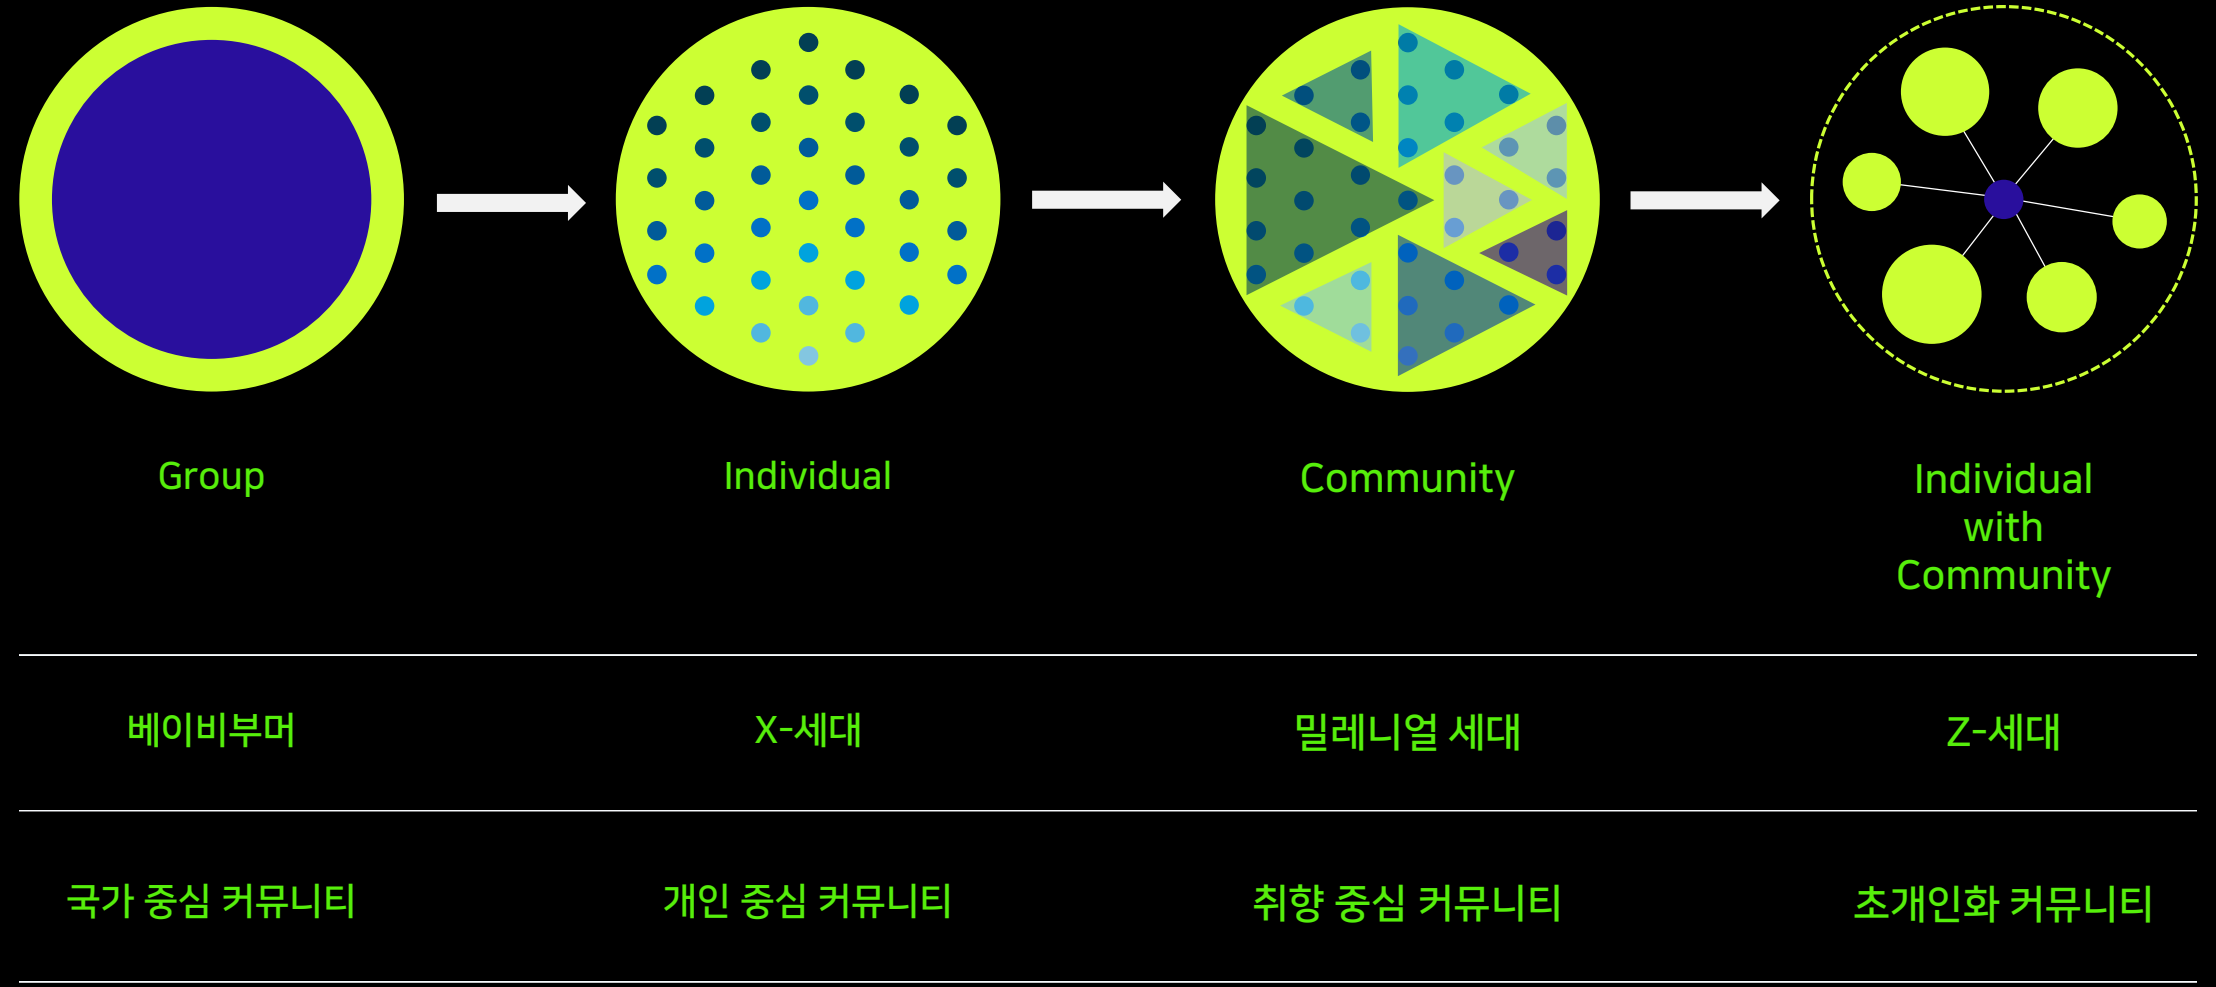 Group
Individual
Community
Individual
with
Community
베이비부머
X-세대
밀레니얼 세대
Z-세대
국가 중심 커뮤니티
개인 중심 커뮤니티
취향 중심 커뮤니티
초개인화 커뮤니티